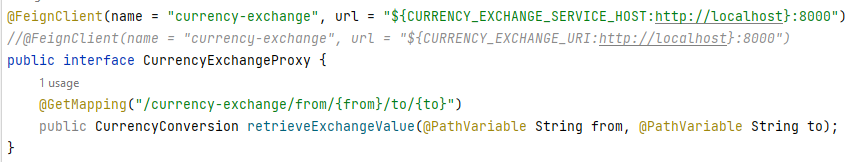 @FeignClient(name = "currency-exchange", url = "${CURRENCY_EXCHANGE_SERVICE_HOST:http://localhost}:8000")
//@FeignClient(name = "currency-exchange", url = "${CURRENCY_EXCHANGE_URI:http://localhost}:8000")
public interface CurrencyExchangeProxy {
1 usage
@GetMapping("/currency-exchange/from/{from}/to/{to}")
public CurrencyConversion retrieveExchangeValue(@PathVariable String from, @PathVariable String to);
}